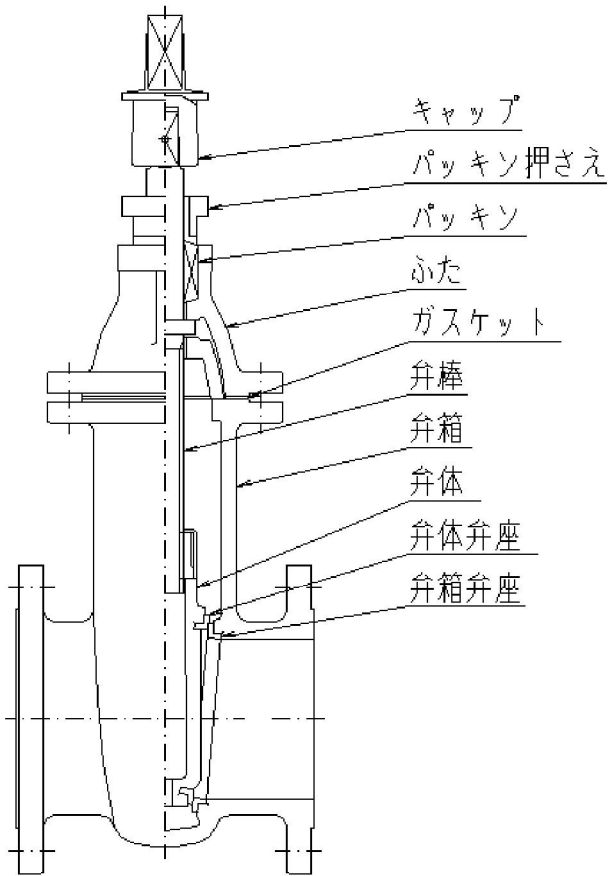 キャップ
パッキン押さえ
パッキン
ふた
ガスケット
弁棒
弁箱
弁体
弁体弁座
弁箱弁座